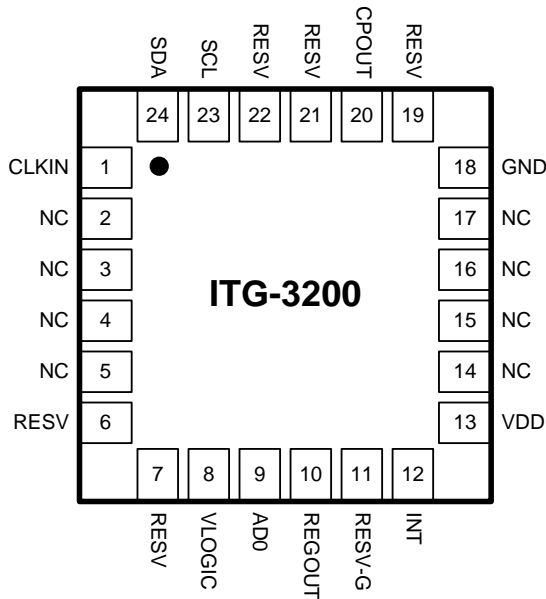 SDA SCL RESV RESV CPOUT RESV
24 23 22 21 20 19
CLKIN 1 18 GND
NC 2 17 NC
NC 3 16 NC
ITG-3200
NC 4 15 NC
NC 5 14 NC
RESV 6 13 VDD
7 8 9 10 11 12
RESV VLOGIC AD0 REGOUT RESV-G INT